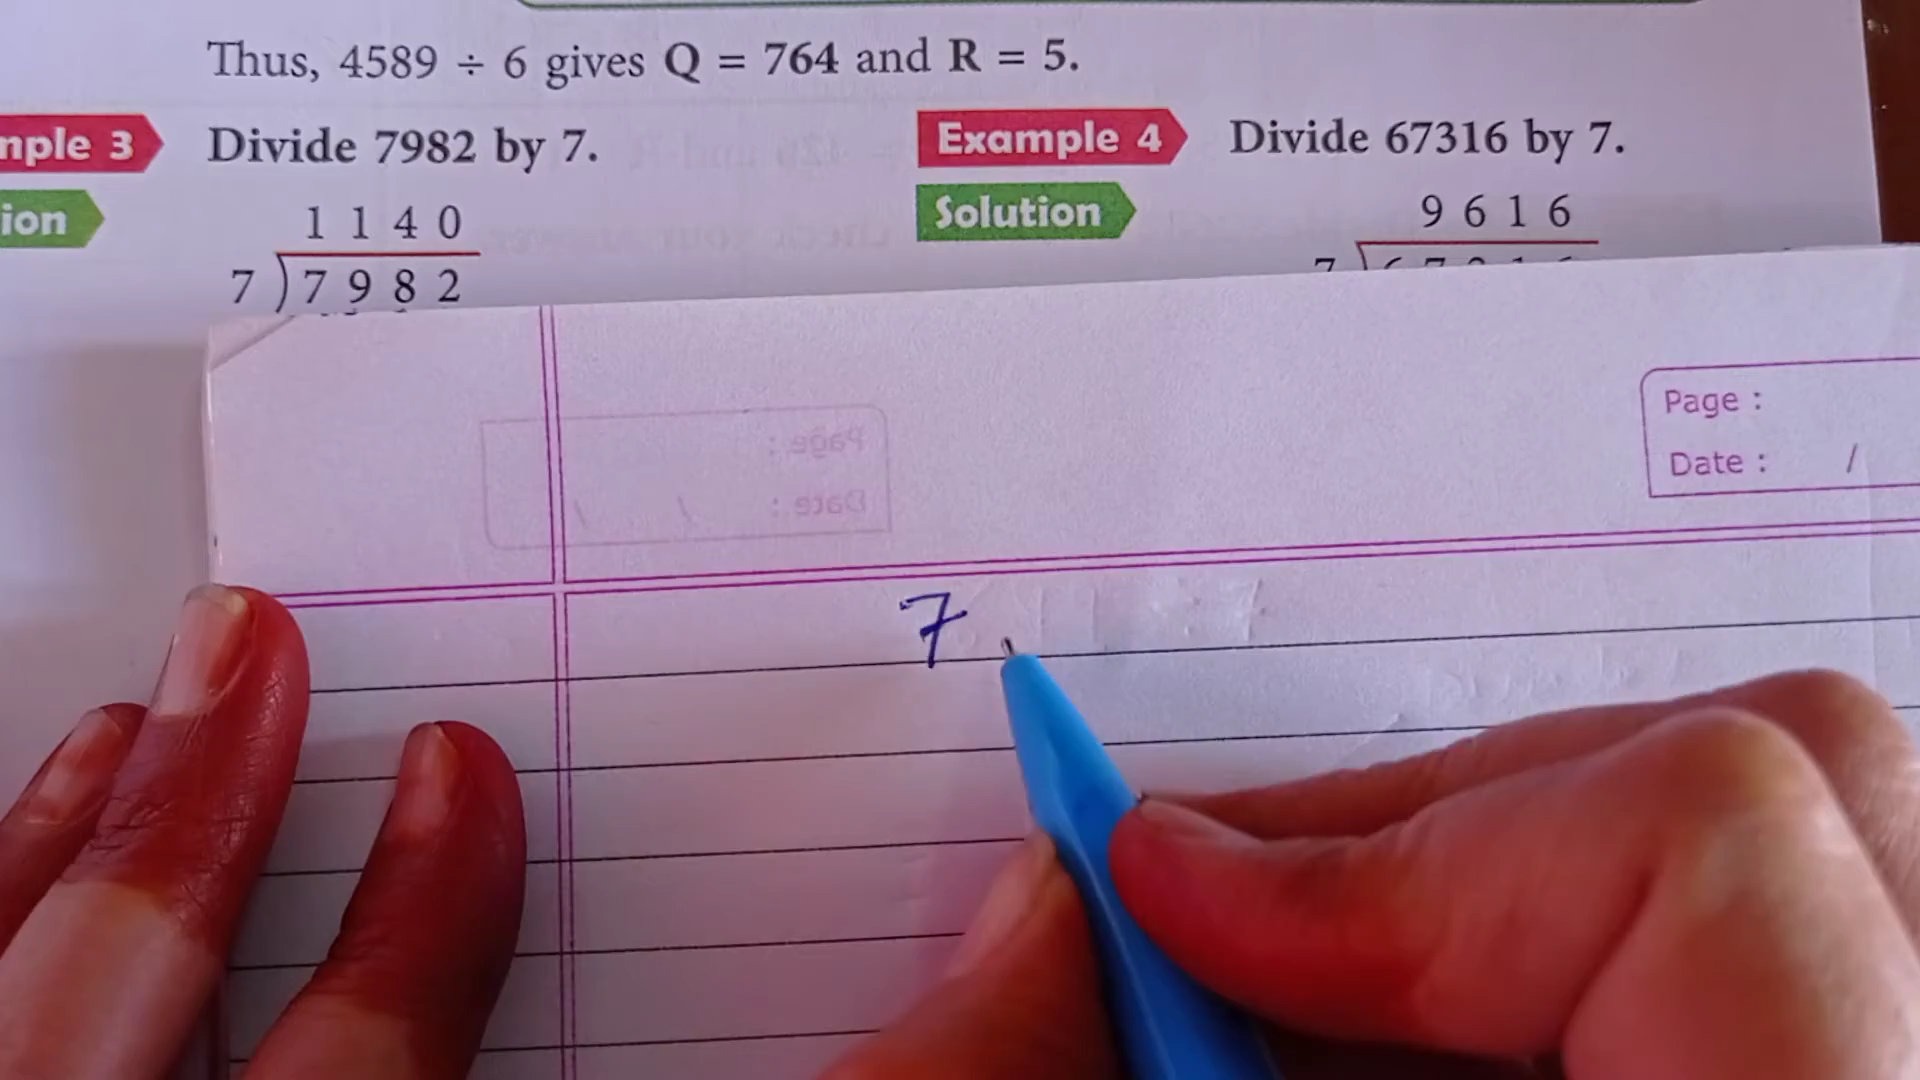 Thus, 4589 ÷ 6 gives Q = 764 and R = 5.
mple 3 Divide 7982 by 7.
Example 4 Divide 67316 by 7.
ion
1 1 4 0
7 ) 7 9 8 2
Solution
9 6 1 6
Page :
Date : /
7